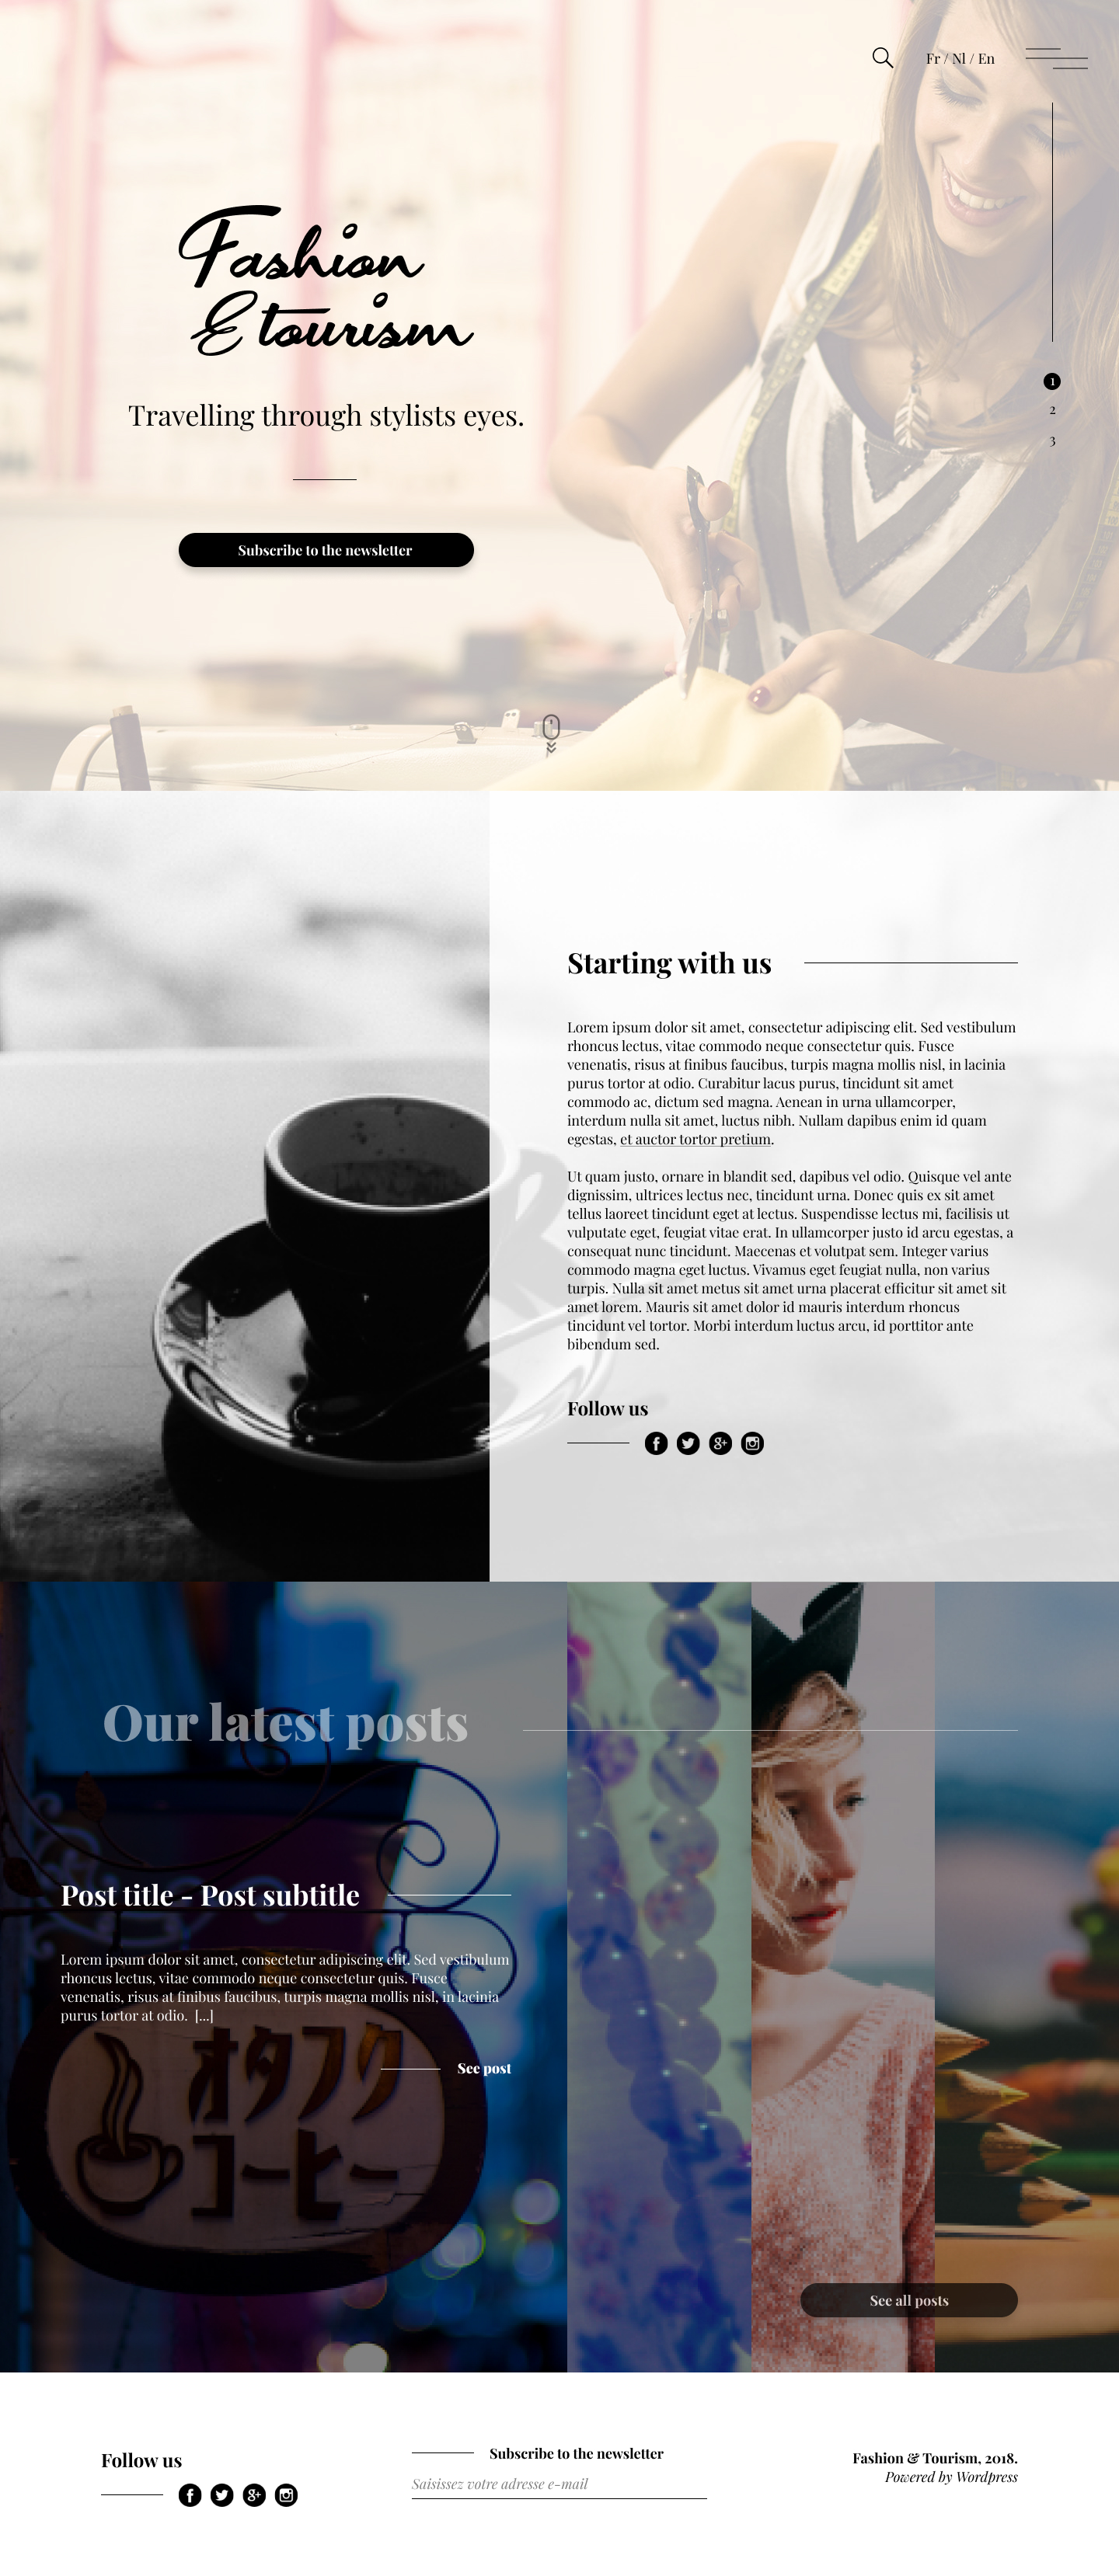 Fr / Nl / En
Fashion
Etourism
1
2
3
Travelling through stylists eyes.
Subscribe to the newsletter
Starting with us
Lorem ipsum dolor sit amet, consectetur adipiscing elit. Sed vestibulum
rhoncus lectus, vitae commodo neque consectetur quis. Fusce
venenatis, risus at finibus faucibus, turpis magna mollis nisl, in lacinia
purus tortor at odio. Curabitur lacus purus, tincidunt sit amet
commodo ac, dictum sed magna. Aenean in urna ullamcorper,
interdum nulla sit amet, luctus nibh. Nullam dapibus enim id quam
egestas, et auctor tortor pretium.
Ut quam justo, ornare in blandit sed, dapibus vel odio. Quisque vel ante
dignissim, ultrices lectus nec, tincidunt urna. Donec quis ex sit amet
tellus laoreet tincidunt eget at lectus. Suspendisse lectus mi, facilisis ut
vulputate eget, feugiat vitae erat. In ullamcorper justo id arcu egestas, a
consequat nunc tincidunt. Maecenas et volutpat sem. Integer varius
commodo magna eget luctus. Vivamus eget feugiat nulla, non varius
turpis. Nulla sit amet metus sit amet urna placerat efficitur sit amet sit
amet lorem. Mauris sit amet dolor id mauris interdum rhoncus
tincidunt vel tortor. Morbi interdum luctus arcu, id porttitor ante
bibendum sed.
Follow us
Our latest posts
Post title - Post subtitle
Lorem ipsum dolor sit amet, consectetur adipiscing elit. Sed vestibulum
rhoncus lectus, vitae commodo neque consectetur quis. Fusce
venenatis, risus at finibus faucibus, turpis magna mollis nisl, in lacinia
purus tortor at odio. [...]
See post
オタフク
コーヒー
See all posts
Follow us
Subscribe to the newsletter
Saisissez votre adresse e-mail
Fashion & Tourism, 2018.
Powered by Wordpress